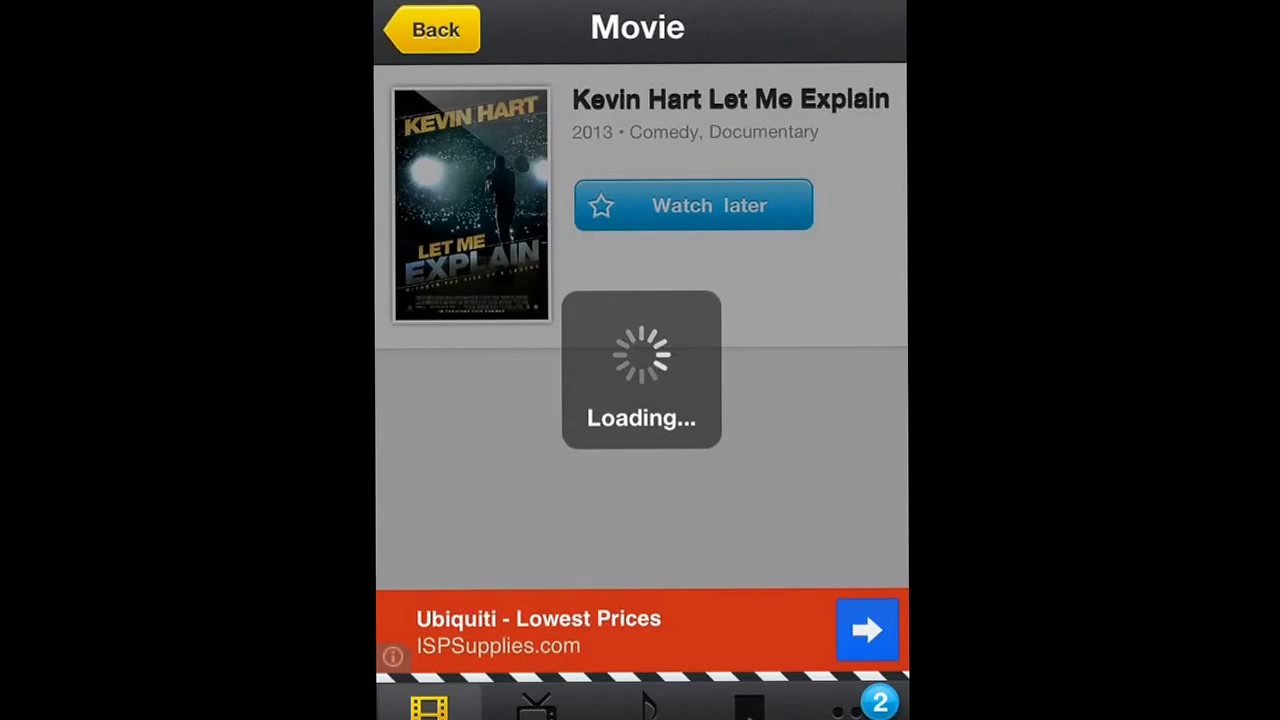 Back
Movie
Kevin Hart Let Me Explain
2013 • Comedy, Documentary
KEVIN HART
LET ME
EXPLAIN
Watch later
Loading...
Ubiquiti - Lowest Prices
ISPSupplies.com
2